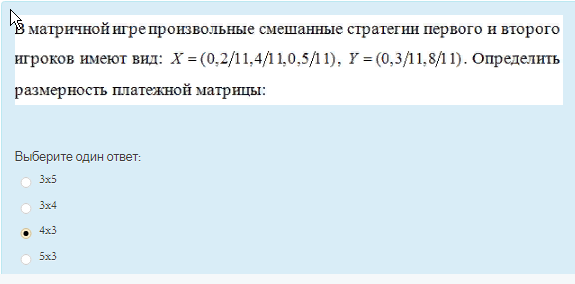 В матричной игре произвольные смешанные стратегии первого и второго
игроков имеют вид: X = (0,2/11,4/11,0,5/11), Y = (0,3/11,8/11). Определить
размерность платежной матрицы:
Выберите один ответ:
3x5
3x4
4x3
5x3